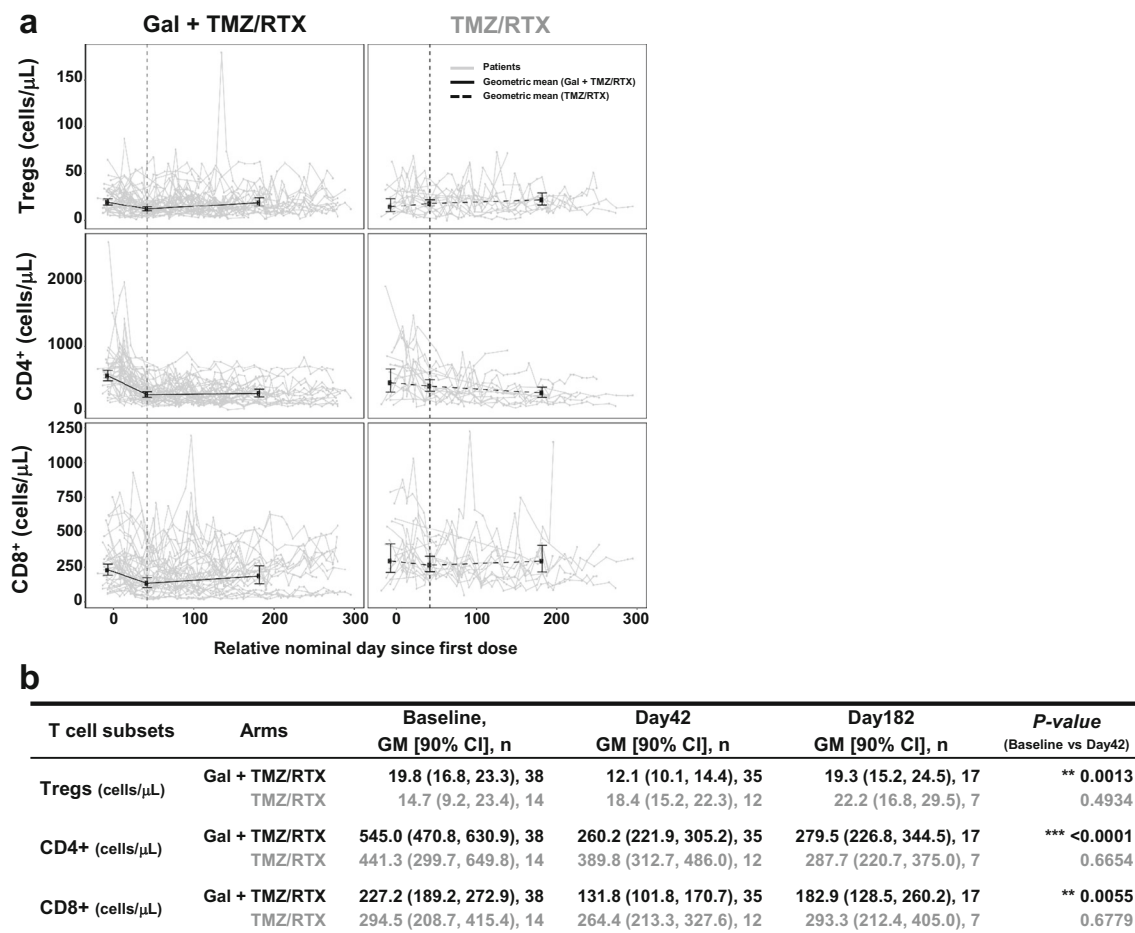 a
Gal + TMZ/RTX
TMZ/RTX
Patients
Geometric mean (Gal + TMZ/RTX)
Geometric mean (TMZ/RTX)
Tregs (cells/μL)
150
100
50
0
CD4⁺ (cells/μL)
2000
1000
0
CD8⁺ (cells/μL)
1250
1000
750
500
250
0
0 100 200 300 0 100 200 300
Relative nominal day since first dose
b
T cell subsets Arms Baseline, GM [90% CI], n Day42 GM [90% CI], n Day182 GM [90% CI], n P-value (Baseline vs Day42)
Tregs (cells/μL) Gal + TMZ/RTX 19.8 (16.8, 23.3), 38 12.1 (10.1, 14.4), 35 19.3 (15.2, 24.5), 17 ** 0.0013
TMZ/RTX 14.7 (9.2, 23.4), 14 18.4 (15.2, 22.3), 12 22.2 (16.8, 29.5), 7 0.4934
CD4+ (cells/μL) Gal + TMZ/RTX 545.0 (470.8, 630.9), 38 260.2 (221.9, 305.2), 35 279.5 (226.8, 344.5), 17 *** <0.0001
TMZ/RTX 441.3 (299.7, 649.8), 14 389.8 (312.7, 486.0), 12 287.7 (220.7, 375.0), 7 0.6654
CD8+ (cells/μL) Gal + TMZ/RTX 227.2 (189.2, 272.9), 38 131.8 (101.8, 170.7), 35 182.9 (128.5, 260.2), 17 ** 0.0055
TMZ/RTX 294.5 (208.7, 415.4), 14 264.4 (213.3, 327.6), 12 293.3 (212.4, 405.0), 7 0.6779